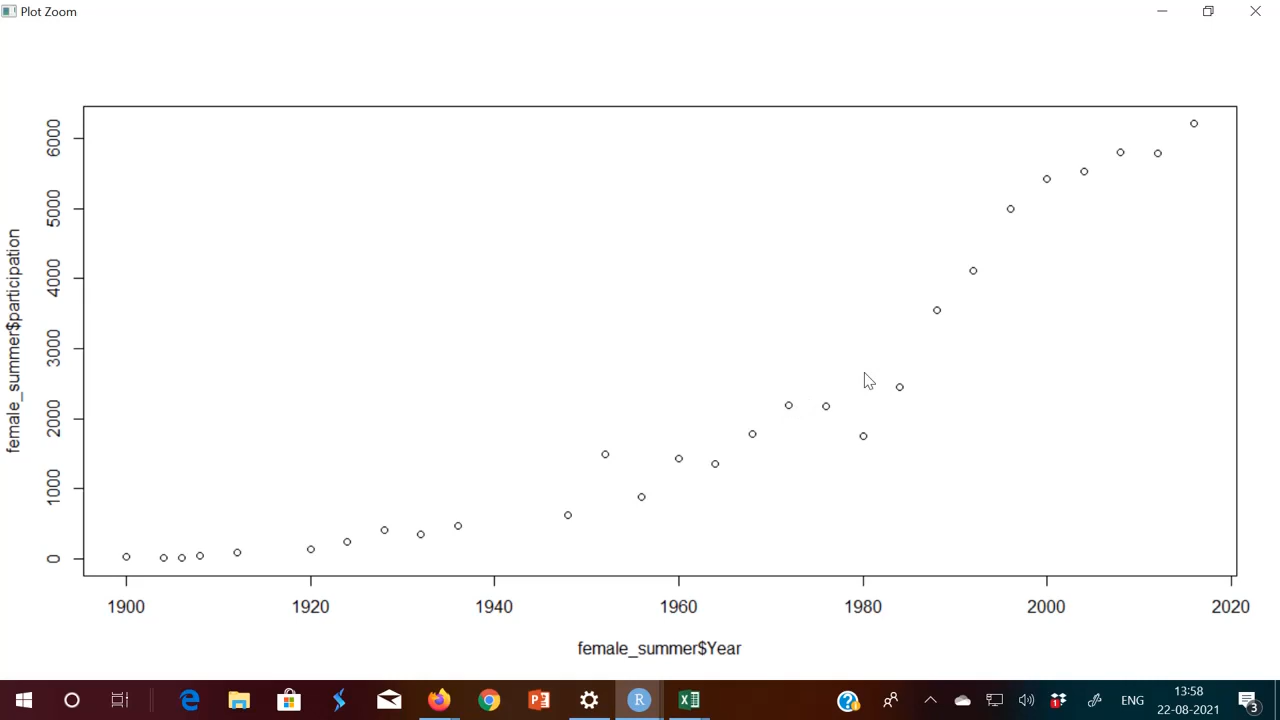 Plot Zoom
female_summer$participation
6000
5000
4000
3000
2000
1000
0
1900 1920 1940 1960 1980 2000 2020
female_summer$Year
ENG
13:58
22-08-2021
3